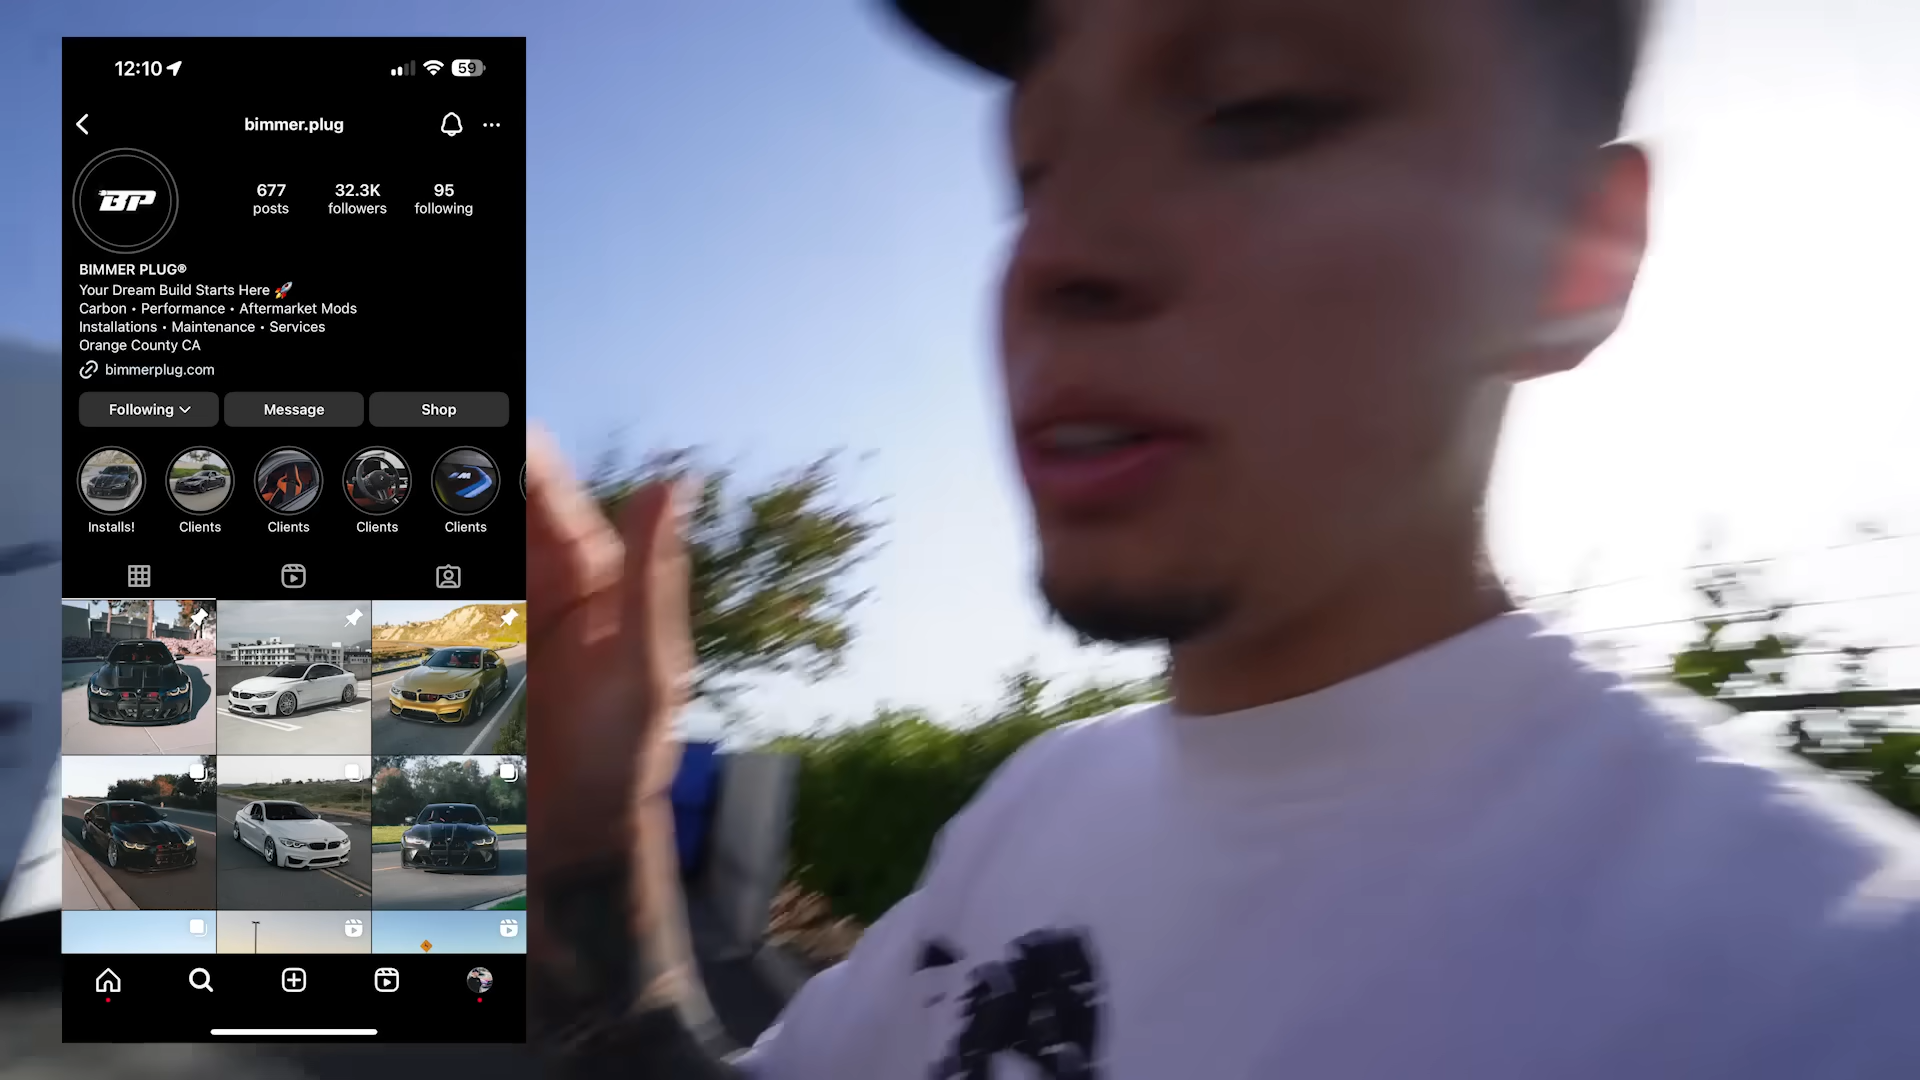 12:10
59
bimmer.plug
BP
677
posts
32.3K
followers
95
following
BIMMER PLUG®
Your Dream Build Starts Here 🚀
Carbon • Performance • Aftermarket Mods
Installations • Maintenance • Services
Orange County CA
bimmerplug.com
Following
Message
Shop
Installs!
Clients
Clients
Clients
Clients